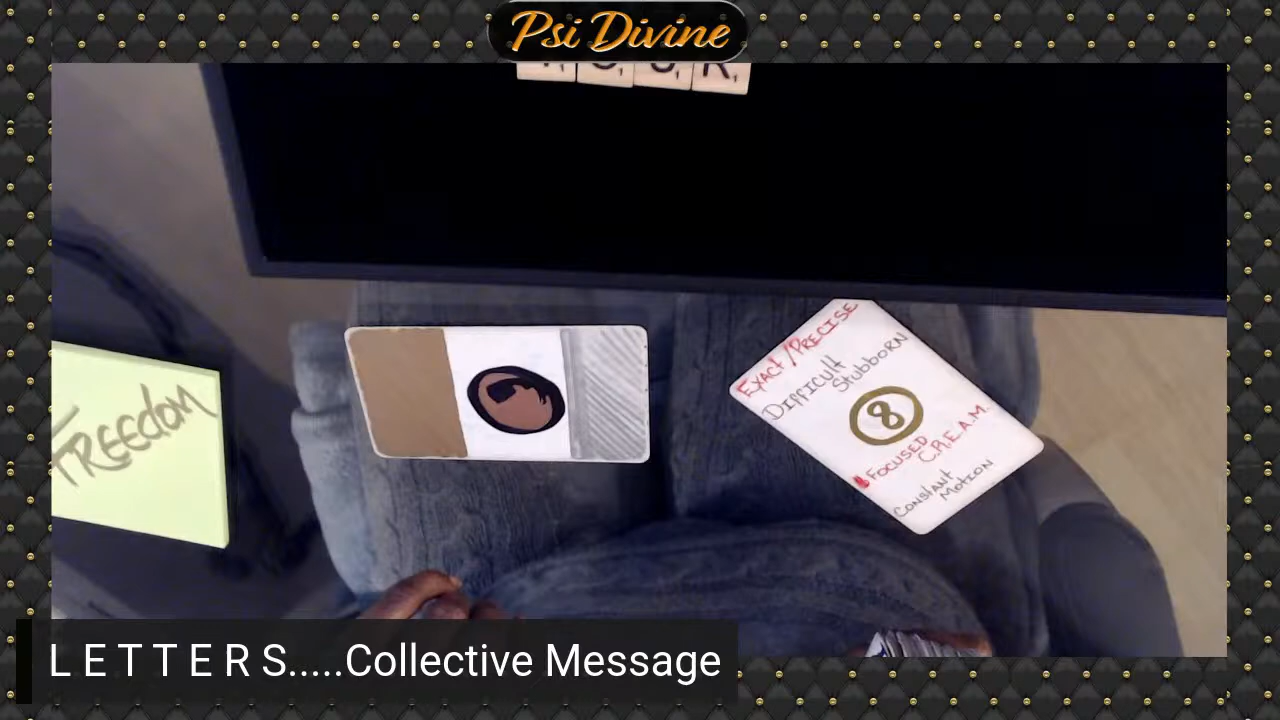 Psi Divine
FREEdOM
EXACT/PRECISE
DIFFICULT
StubboRN
8
FOCUSED
C.R.E.A.M.
CONSTANT
MOTION
L E T T E R S.....Collective Message